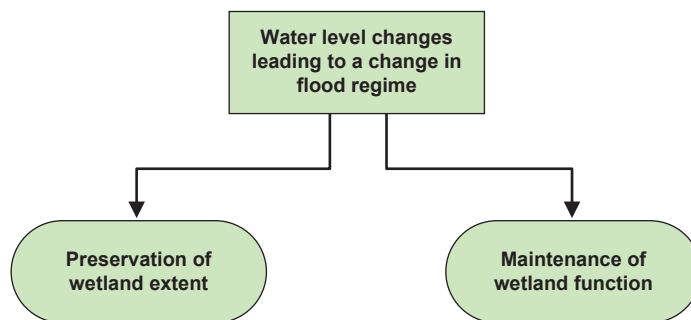 Water level changes
leading to a change in
flood regime
Preservation of
wetland extent
Maintenance of
wetland function